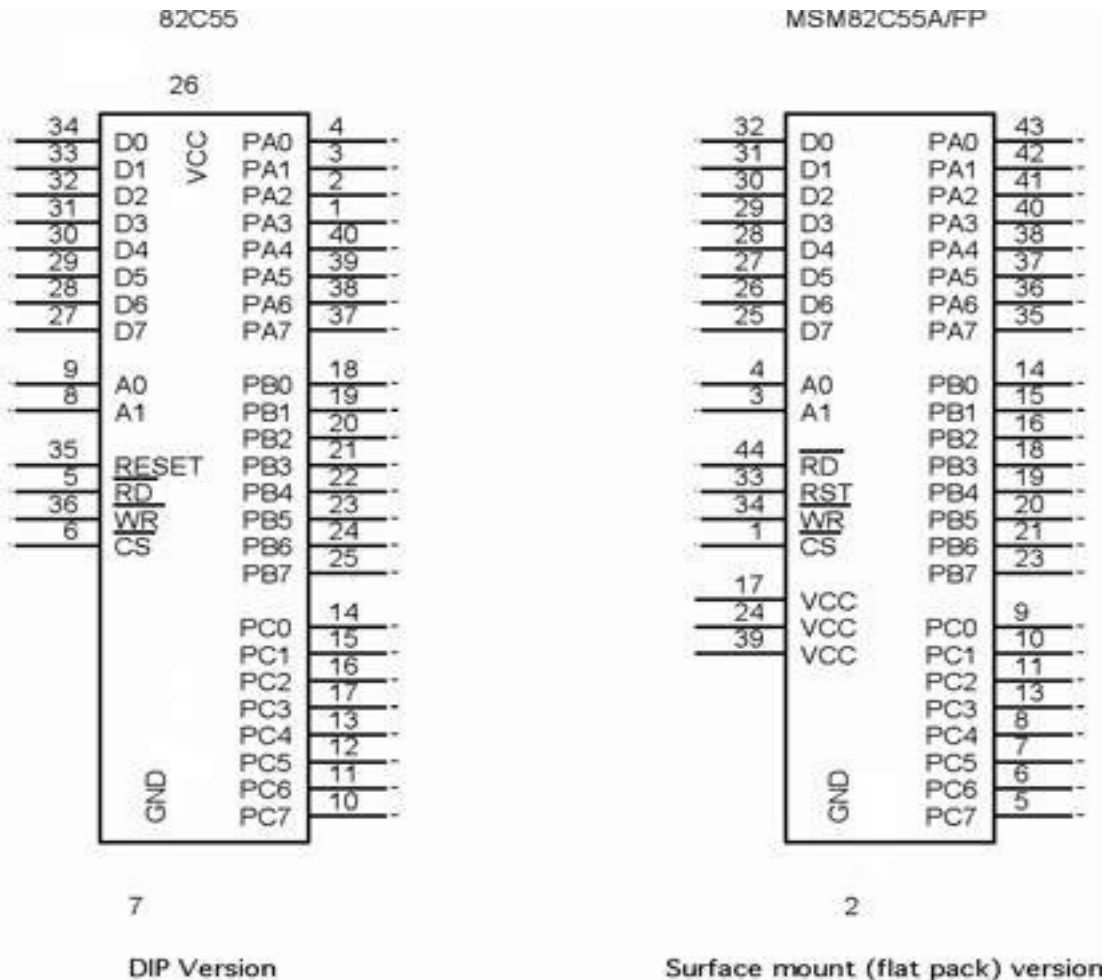 82C55
26
34 D0 VCC PA0 4
33 D1 PA1 3
32 D2 PA2 2
31 D3 PA3 1
30 D4 PA4 40
29 D5 PA5 39
28 D6 PA6 38
27 D7 PA7 37
9 A0 PB0 18
8 A1 PB1 19
PB2 20
35 RESET PB3 21
5 RD PB4 22
36 WR PB5 23
6 CS PB6 24
PB7 25
PC0 14
PC1 15
PC2 16
PC3 17
PC4 13
PC5 12
PC6 11
GND PC7 10
7
DIP Version
MSM82C55A/FP
32 D0 PA0 43
31 D1 PA1 42
30 D2 PA2 41
29 D3 PA3 40
28 D4 PA4 38
27 D5 PA5 37
26 D6 PA6 36
25 D7 PA7 35
4 A0 PB0 14
3 A1 PB1 15
PB2 16
44 RD PB3 18
33 RST PB4 19
34 WR PB5 20
1 CS PB6 21
PB7 23
17 VCC
24 VCC PC0 9
39 VCC PC1 10
PC2 11
PC3 13
PC4 8
PC5 7
PC6 6
GND PC7 5
2
Surface mount (flat pack) version